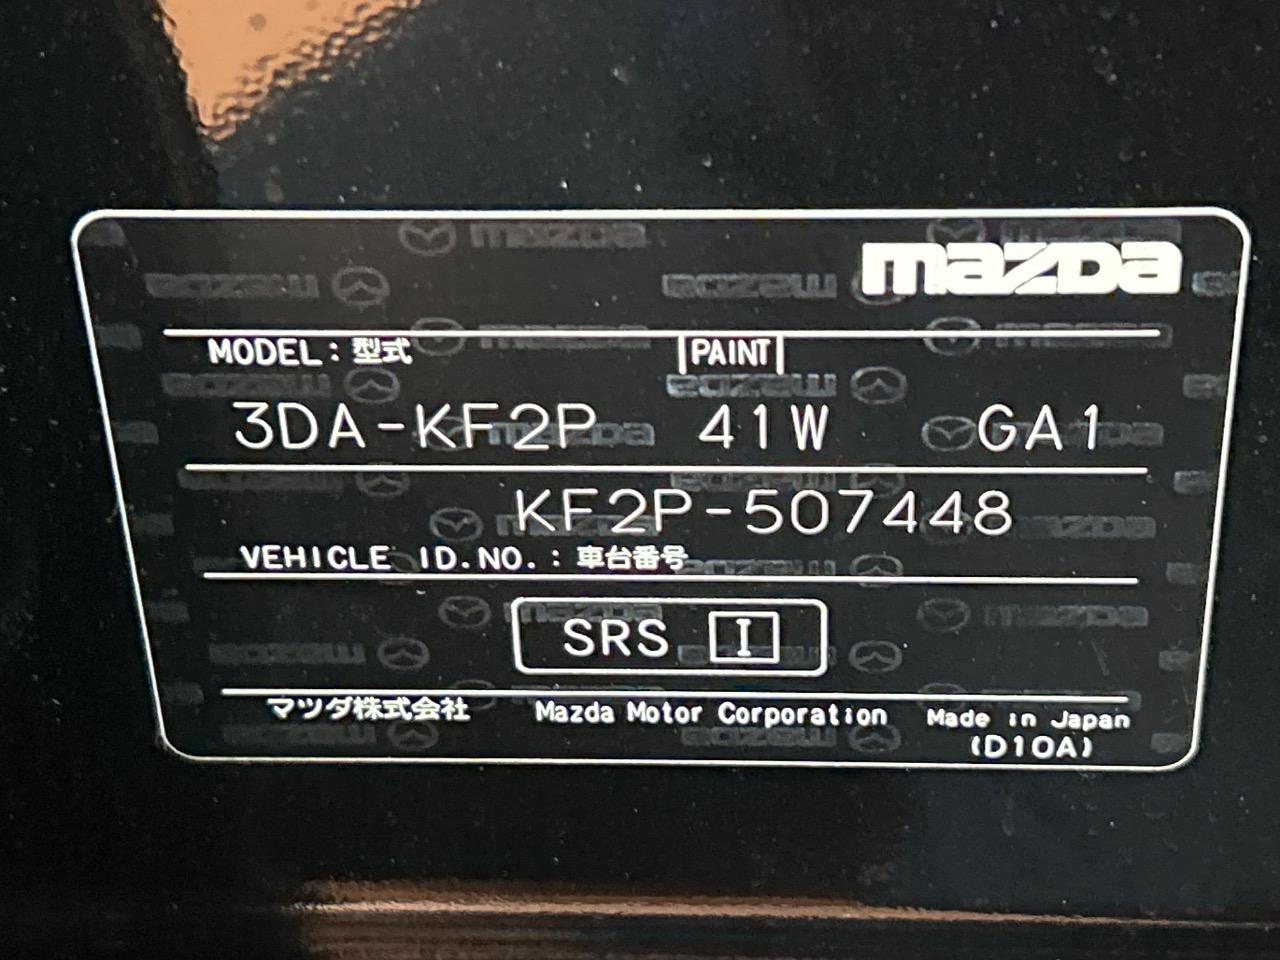 mazda
MODEL : 型式 PAINT
3DA-KF2P 41W GA1
KF2P-507448
VEHICLE ID.NO. : 車台番号
SRS I
マツダ株式会社 Mazda Motor Corporation Made in Japan
(D10A)